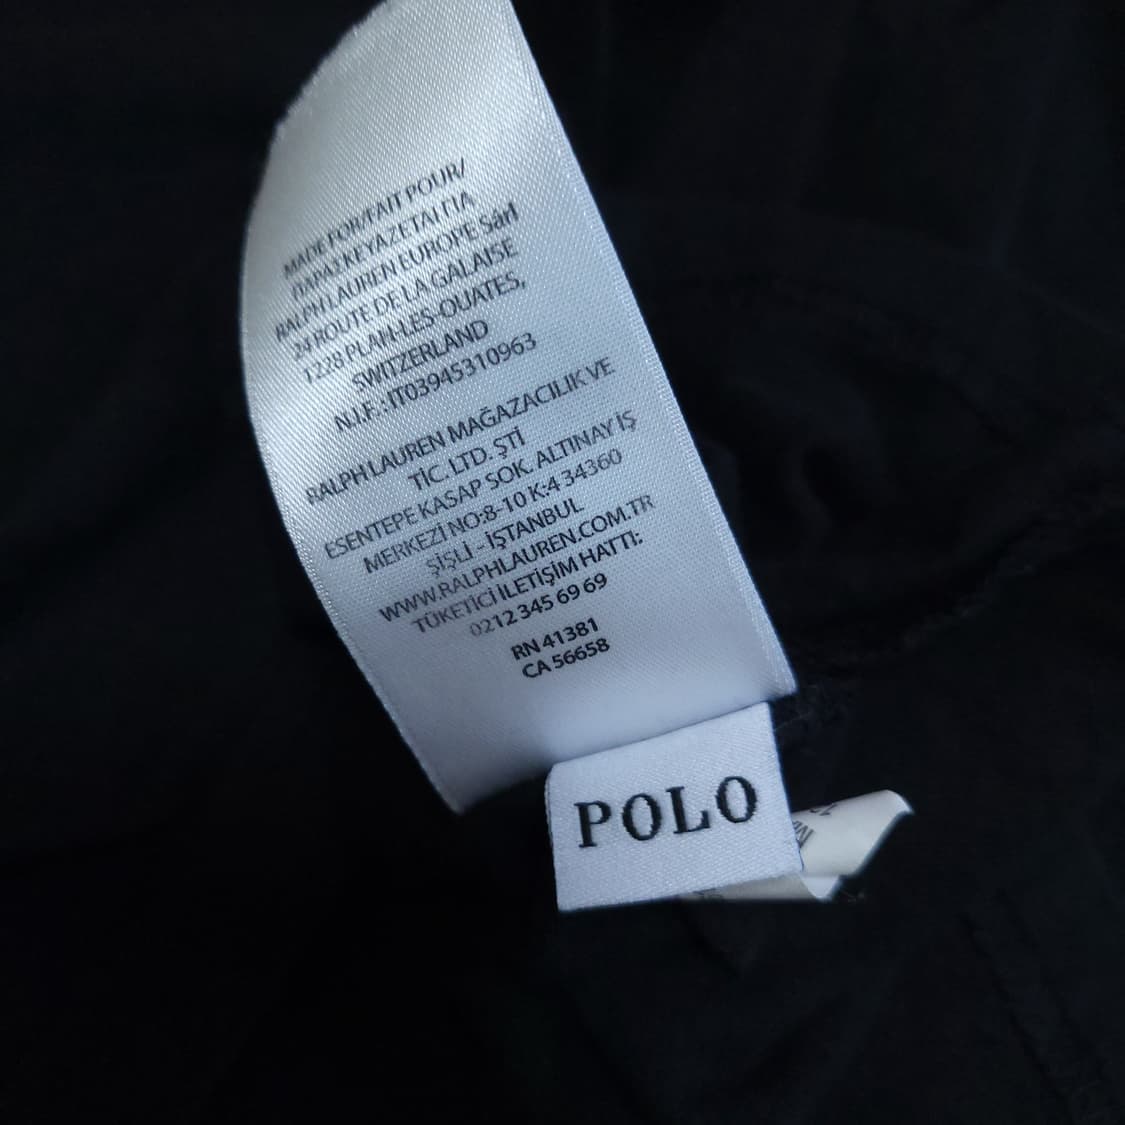 MADE FOR/FAIT POUR/
ΠΑΡΑΣΚΕΥΑΖΕΤΑΙ ΓΙΑ
RALPH LAUREN EUROPE Sàrl
24 ROUTE DE LA GALAISE
1228 PLAN-LES-OUATES,
SWITZERLAND
N.I.F. : IT03945310963
RALPH LAUREN MAĞAZACILIK VE
TİC. LTD. ŞTİ
ESENTEPE KASAP SOK. ALTINAY İŞ
MERKEZİ NO:8-10 K:4 34360
ŞİŞLİ - İSTANBUL
WWW.RALPHLAUREN.COM.TR
TÜKETİCİ İLETİŞİM HATTI:
0212 345 69 69
RN 41381
CA 56658
POLO